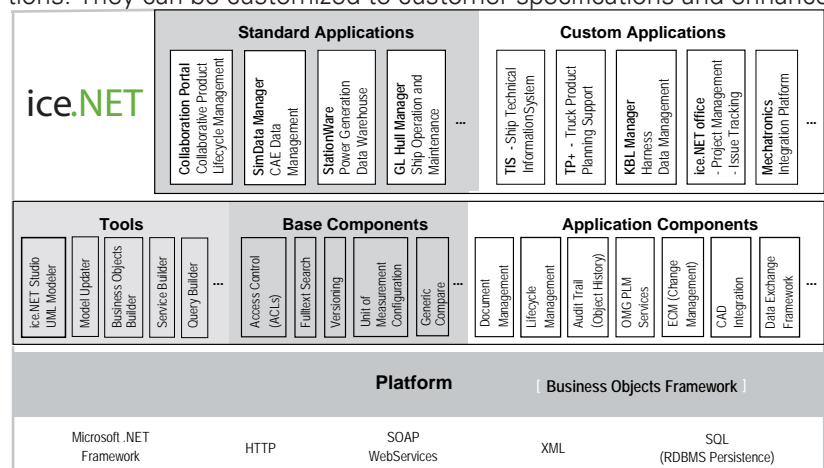 tions. They can be customized to customer specifications and enhance
ice.NET
Standard Applications
Collaboration Portal
Collaborative Product
Lifecycle Management
SimData Manager
CAE Data
Management
StationWare
Power Generation
Data Warehouse
GL Hull Manager
Ship Operation and
Maintenance
...
Custom Applications
TIS - Ship Technical
InformationSystem
TP+ - Truck Product
Planning Support
KBL Manager
Harness
Data Management
ice.NET office
- Project Management
- Issue Tracking
Mechatronics
Integration Platform
...
Tools
ice.NET Studio
UML Modeler
Model Updater
Business Objects
Builder
Service Builder
Query Builder
...
Base Components
Access Control
(ACLs)
Fulltext Search
Versioning
Unit of
Measurement
Configuration
Generic
Compare
...
Application Components
Document
Management
Lifecycle
Management
Audit Trail
(Object History)
OMG PLM
Services
ECM (Change
Management)
CAD
Integration
Data Exchange
Framework
...
Platform
[ Business Objects Framework ]
Microsoft .NET
Framework
HTTP
SOAP
WebServices
XML
SQL
(RDBMS Persistence)